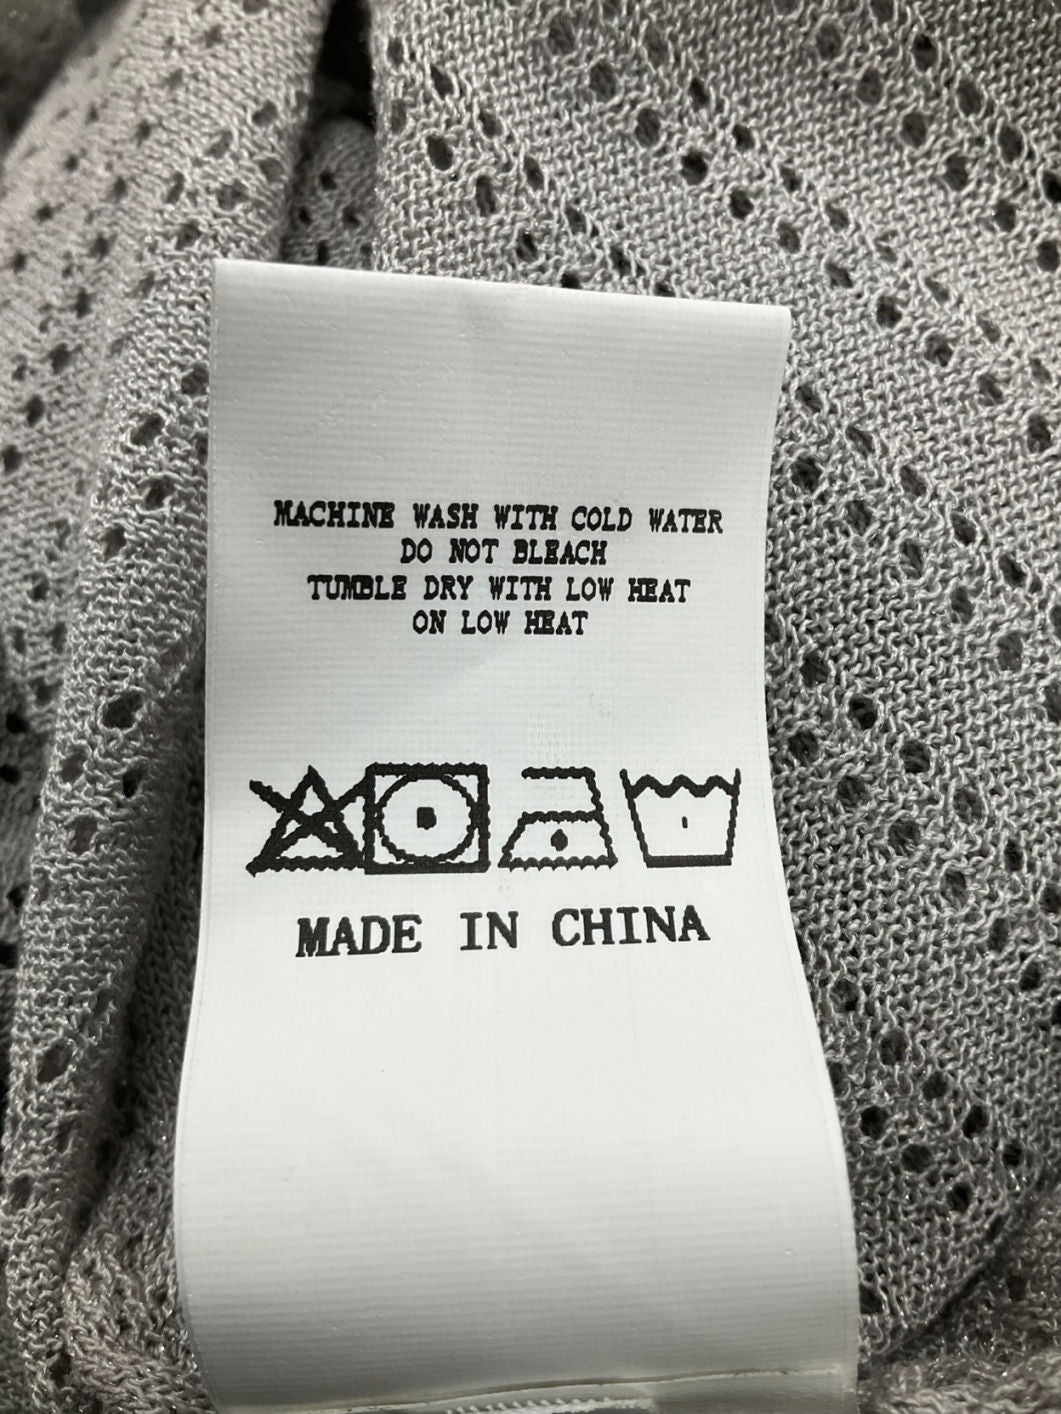 MACHINE WASH WITH COLD WATER
DO NOT BLEACH
TUMBLE DRY WITH LOW HEAT
ON LOW HEAT
MADE IN CHINA